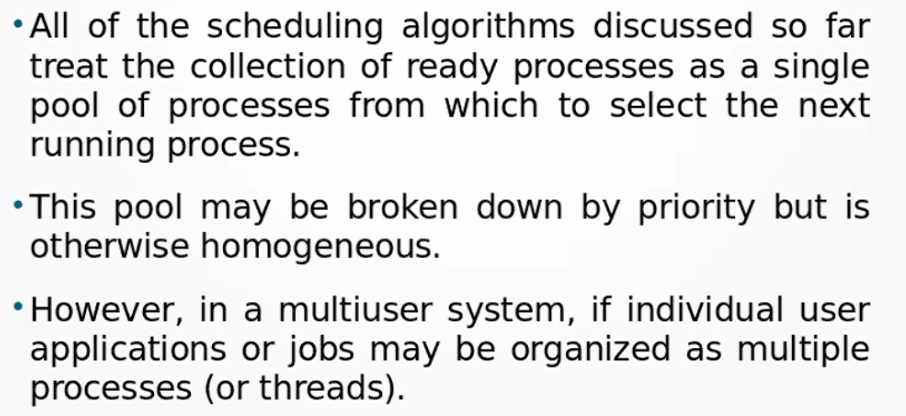 • All of the scheduling algorithms discussed so far
treat the collection of ready processes as a single
pool of processes from which to select the next
running process.
• This pool may be broken down by priority but is
otherwise homogeneous.
• However, in a multiuser system, if individual user
applications or jobs may be organized as multiple
processes (or threads).